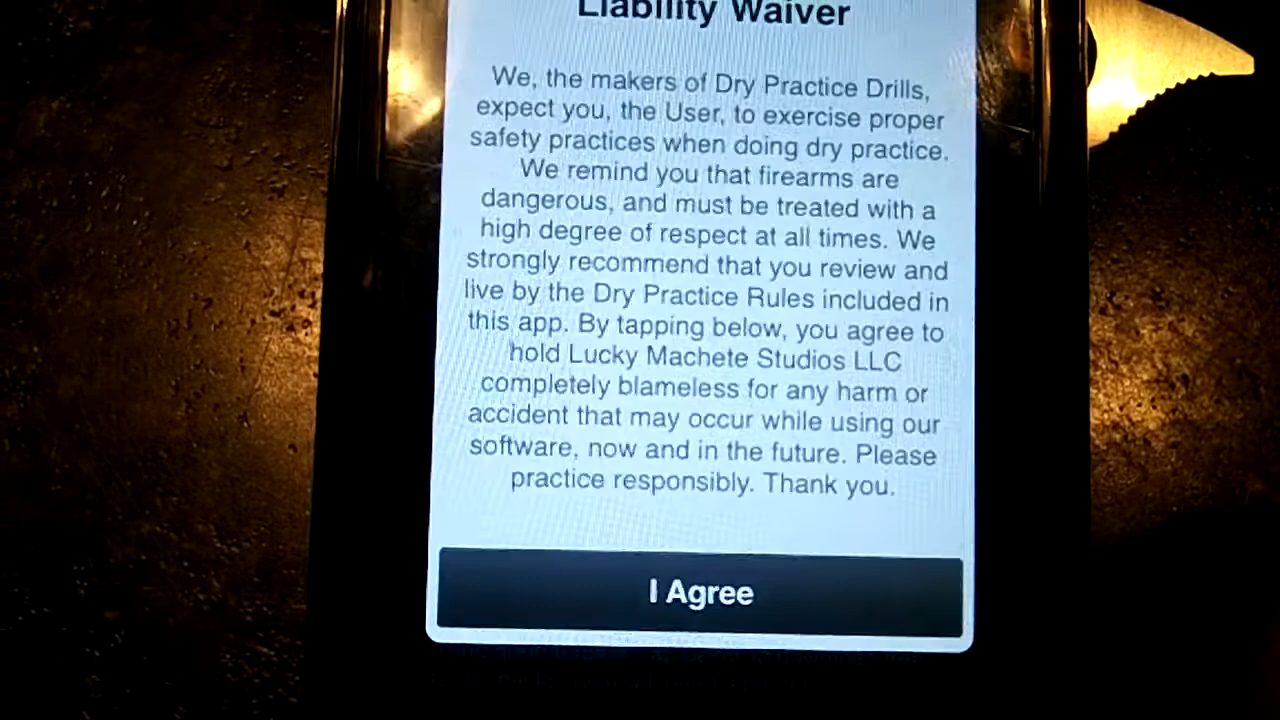 Liability Waiver
We, the makers of Dry Practice Drills,
expect you, the User, to exercise proper
safety practices when doing dry practice.
We remind you that firearms are
dangerous, and must be treated with a
high degree of respect at all times. We
strongly recommend that you review and
live by the Dry Practice Rules included in
this app. By tapping below, you agree to
hold Lucky Machete Studios LLC
completely blameless for any harm or
accident that may occur while using our
software, now and in the future. Please
practice responsibly. Thank you.
I Agree